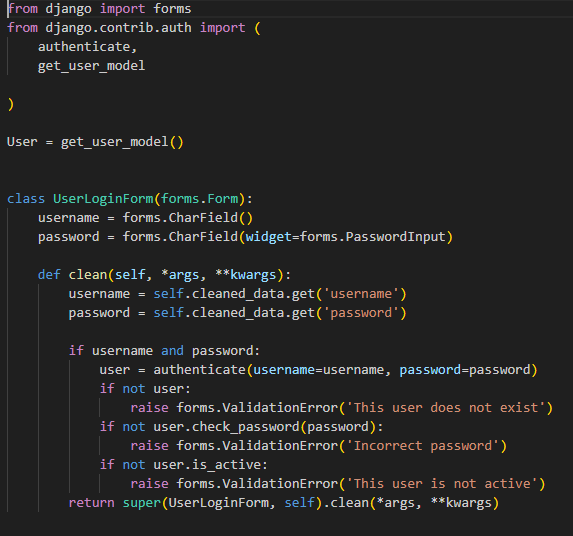 from django import forms
from django.contrib.auth import (
    authenticate,
    get_user_model

)

User = get_user_model()


class UserLoginForm(forms.Form):
    username = forms.CharField()
    password = forms.CharField(widget=forms.PasswordInput)

    def clean(self, *args, **kwargs):
        username = self.cleaned_data.get('username')
        password = self.cleaned_data.get('password')

        if username and password:
            user = authenticate(username=username, password=password)
            if not user:
                raise forms.ValidationError('This user does not exist')
            if not user.check_password(password):
                raise forms.ValidationError('Incorrect password')
            if not user.is_active:
                raise forms.ValidationError('This user is not active')
        return super(UserLoginForm, self).clean(*args, **kwargs)